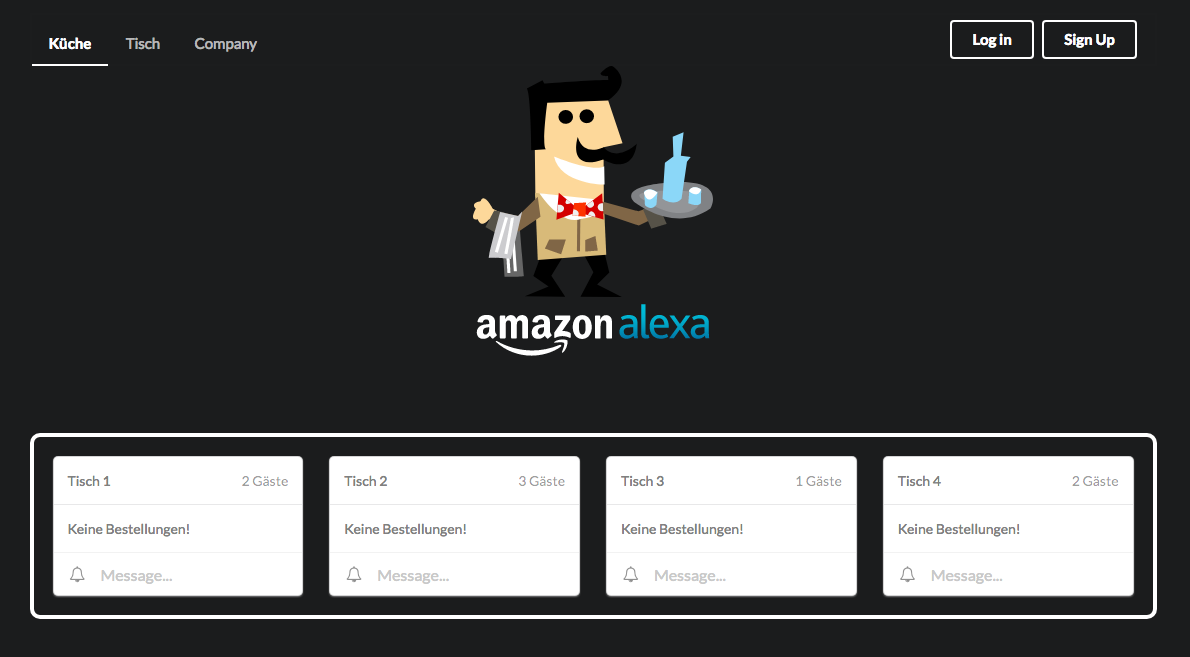 Küche Tisch Company Log in Sign Up
amazon alexa
Tisch 1 2 Gäste
Keine Bestellungen!
Message...
Tisch 2 3 Gäste
Keine Bestellungen!
Message...
Tisch 3 1 Gäste
Keine Bestellungen!
Message...
Tisch 4 2 Gäste
Keine Bestellungen!
Message...